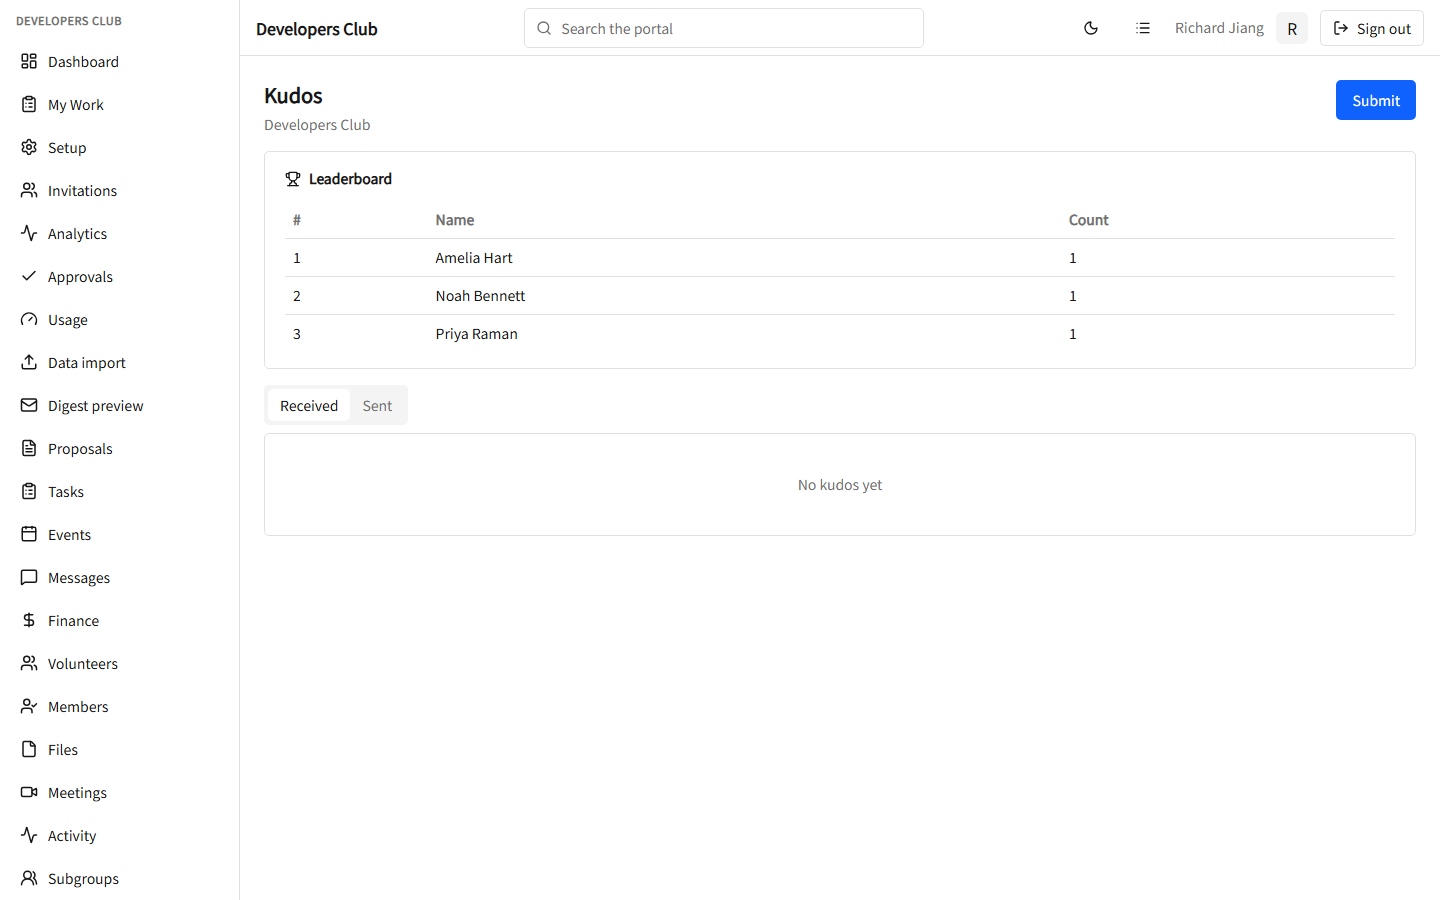 DEVELOPERS CLUB
Dashboard
My Work
Setup
Invitations
Analytics
Approvals
Usage
Data import
Digest preview
Proposals
Tasks
Events
Messages
Finance
Volunteers
Members
Files
Meetings
Activity
Subgroups
Developers Club
Search the portal
Richard Jiang
R
Sign out
Kudos
Developers Club
Submit
Leaderboard
# Name Count
1 Amelia Hart 1
2 Noah Bennett 1
3 Priya Raman 1
Received Sent
No kudos yet